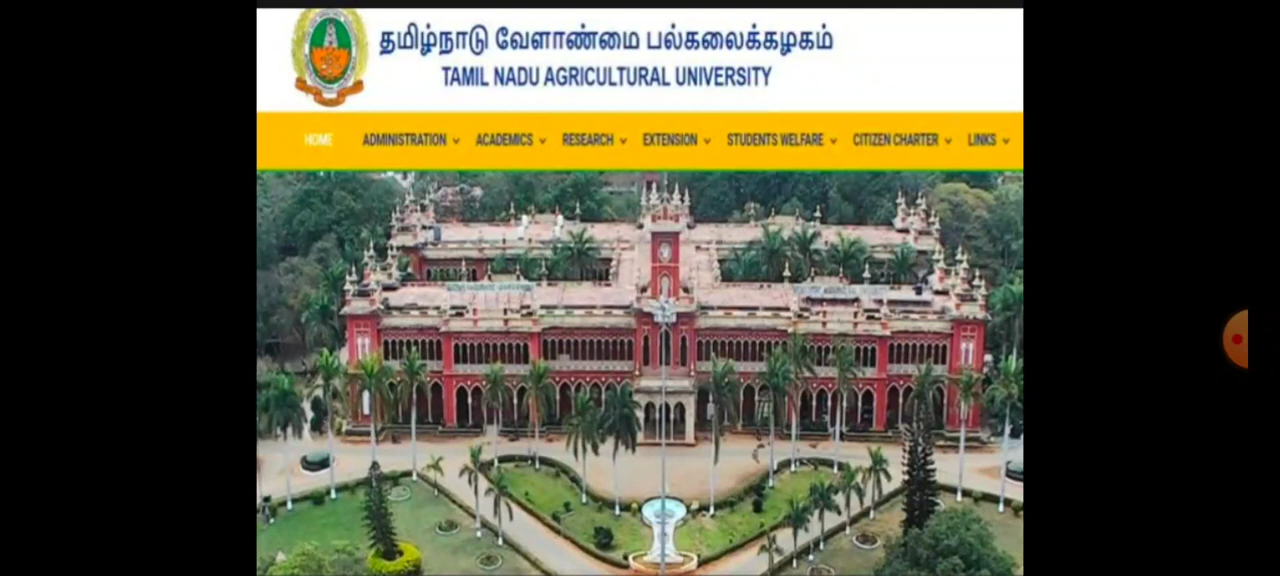 தமிழ்நாடு வேளாண்மை பல்கலைக்கழகம்
TAMIL NADU AGRICULTURAL UNIVERSITY
HOME ADMINISTRATION ACADEMICS RESEARCH EXTENSION STUDENTS WELFARE CITIZEN CHARTER LINKS